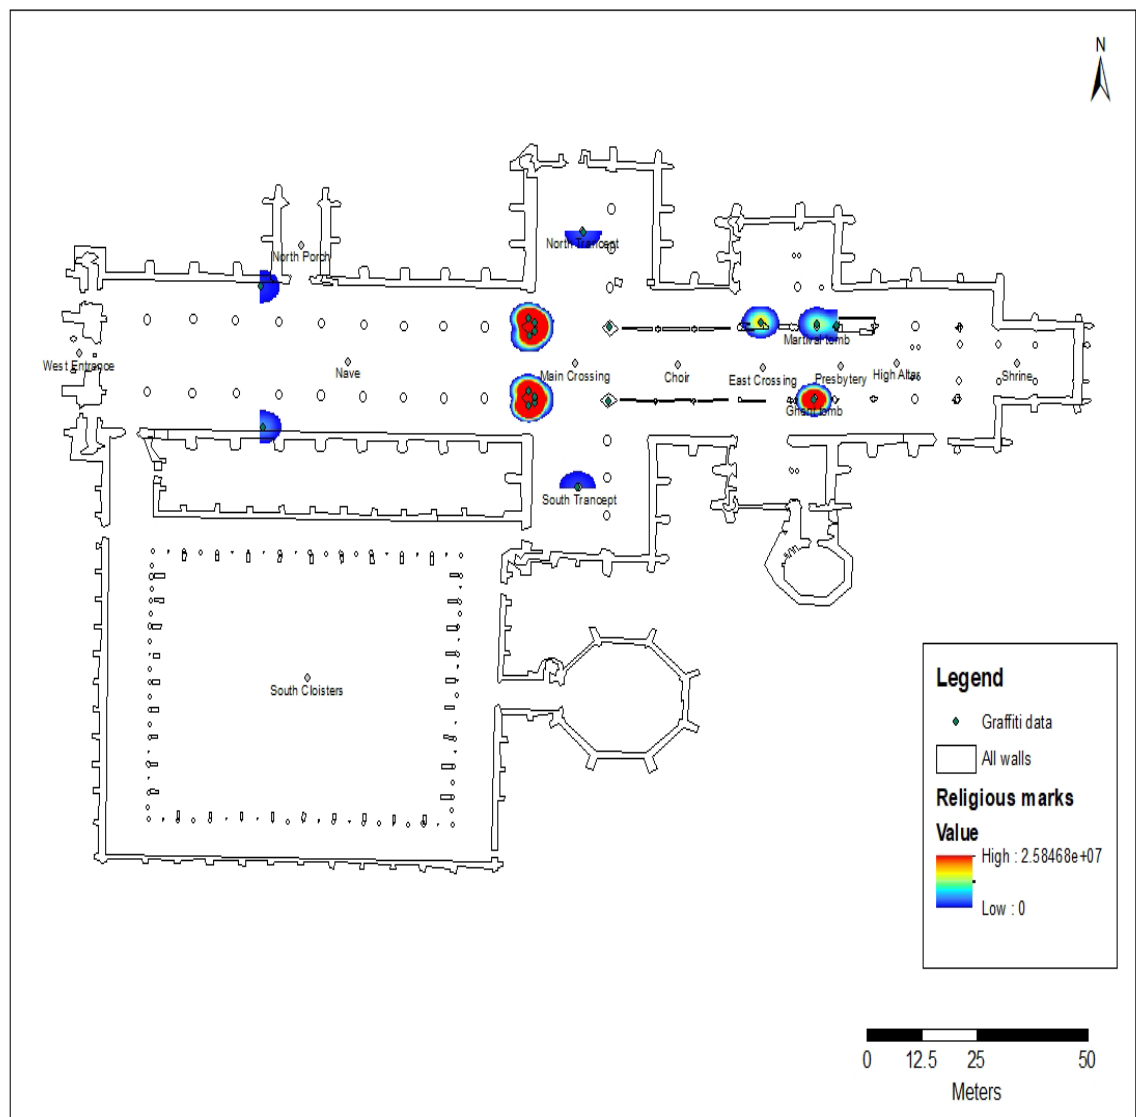 N
North Trancept
North Porch
West Entrance
Nave
Main Crossing
Choir
East Crossing
Martival tomb
Presbytery
High Altar
Shrine
Ghent tomb
South Trancept
South Cloisters
Legend
Graffiti data
All walls
Religious marks
Value
High : 2.58468e+07
Low : 0
0 12.5 25 50
Meters